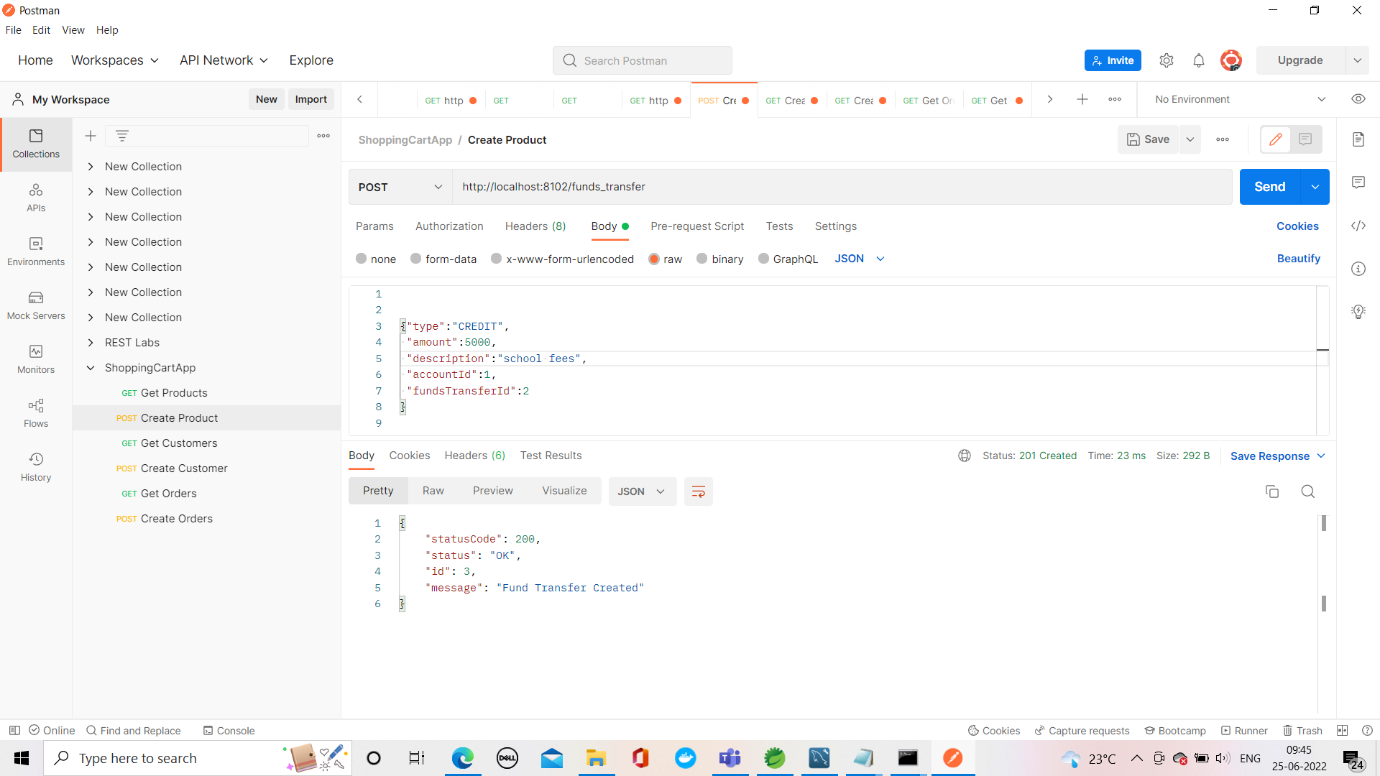 Postman
File Edit View Help
Home Workspaces API Network Explore Search Postman Invite Upgrade
My Workspace New Import GET http GET GET GET http POST Cre GET Crea GET Crea GET Get Or GET Get No Environment
ShoppingCartApp / Create Product Save
Collections
APIs
Environments
Mock Servers
Monitors
Flows
History
New Collection
New Collection
New Collection
New Collection
New Collection
New Collection
New Collection
REST Labs
ShoppingCartApp
GET Get Products
POST Create Product
GET Get Customers
POST Create Customer
GET Get Orders
POST Create Orders
POST http://localhost:8102/funds_transfer Send
Params Authorization Headers (8) Body Pre-request Script Tests Settings Cookies
none form-data x-www-form-urlencoded raw binary GraphQL JSON Beautify
1
2
3 {"type":"CREDIT",
4 "amount":5000,
5 "description":"school fees",
6 "accountId":1,
7 "fundsTransferId":2
8 }
9
Body Cookies Headers (6) Test Results Status: 201 Created Time: 23 ms Size: 292 B Save Response
Pretty Raw Preview Visualize JSON
1 {
2 "statusCode": 200,
3 "status": "OK",
4 "id": 3,
5 "message": "Fund Transfer Created"
6 }
Online Find and Replace Console Cookies Capture requests Bootcamp Runner Trash
Type here to search DELL 23°C ENG 09:45
25-06-2022 24